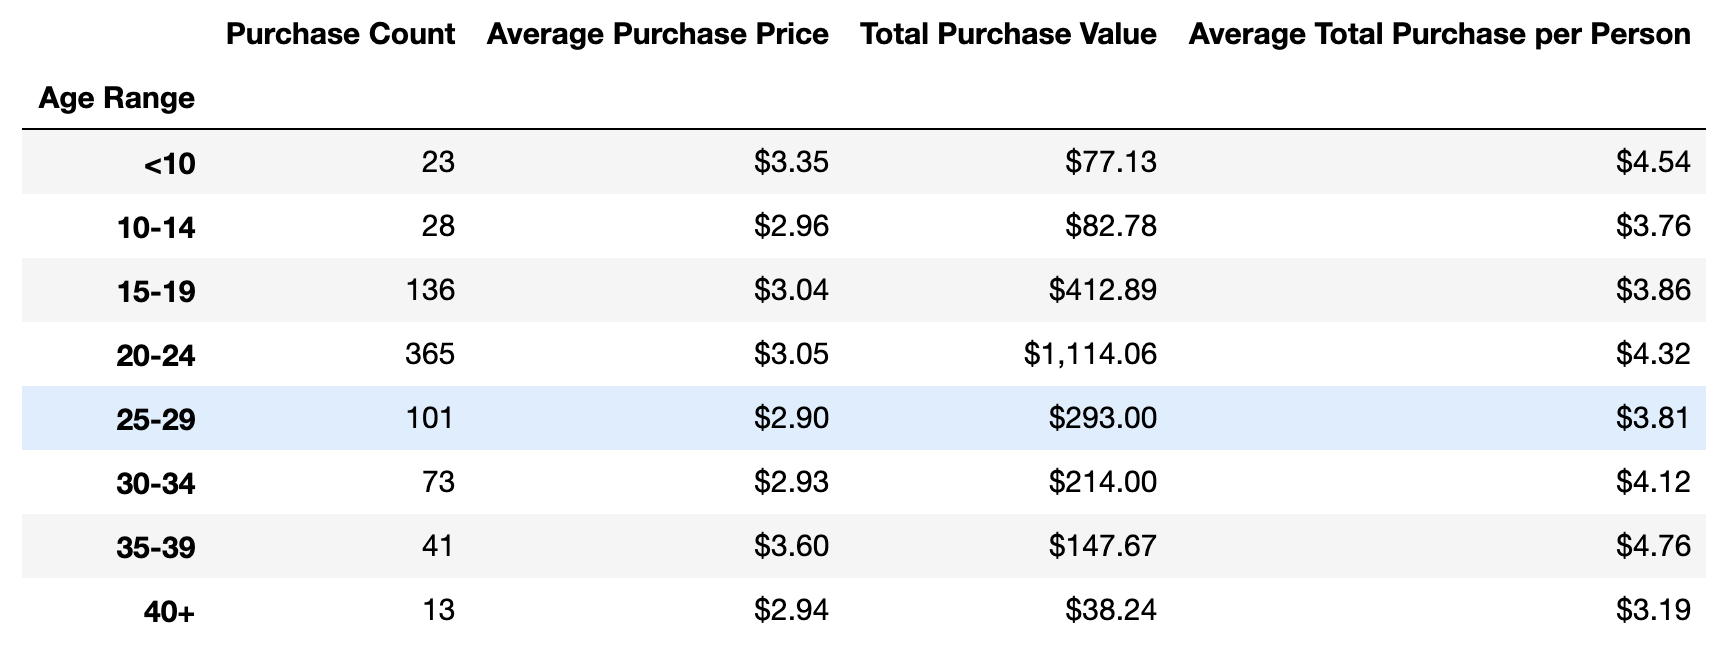 Purchase Count Average Purchase Price Total Purchase Value Average Total Purchase per Person
Age Range
<10 23 $3.35 $77.13 $4.54
10-14 28 $2.96 $82.78 $3.76
15-19 136 $3.04 $412.89 $3.86
20-24 365 $3.05 $1,114.06 $4.32
25-29 101 $2.90 $293.00 $3.81
30-34 73 $2.93 $214.00 $4.12
35-39 41 $3.60 $147.67 $4.76
40+ 13 $2.94 $38.24 $3.19